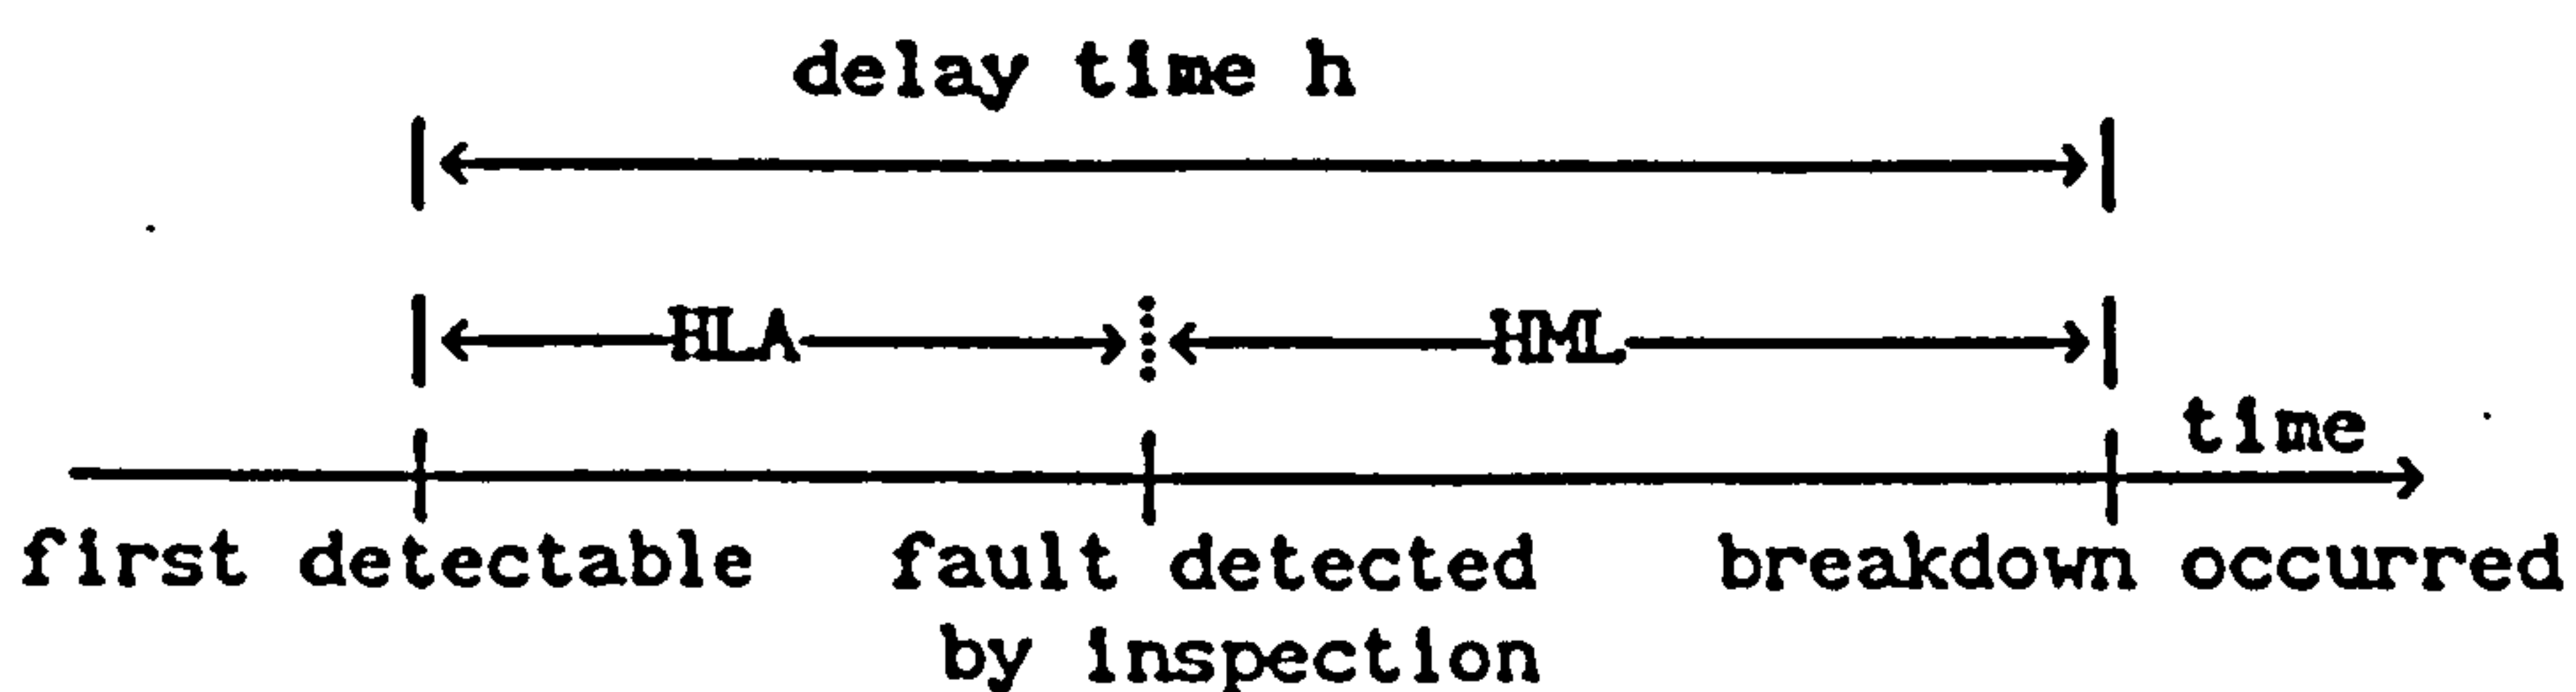 delay time h
HLA HML
time
first detectable fault detected breakdown occurred
by inspection